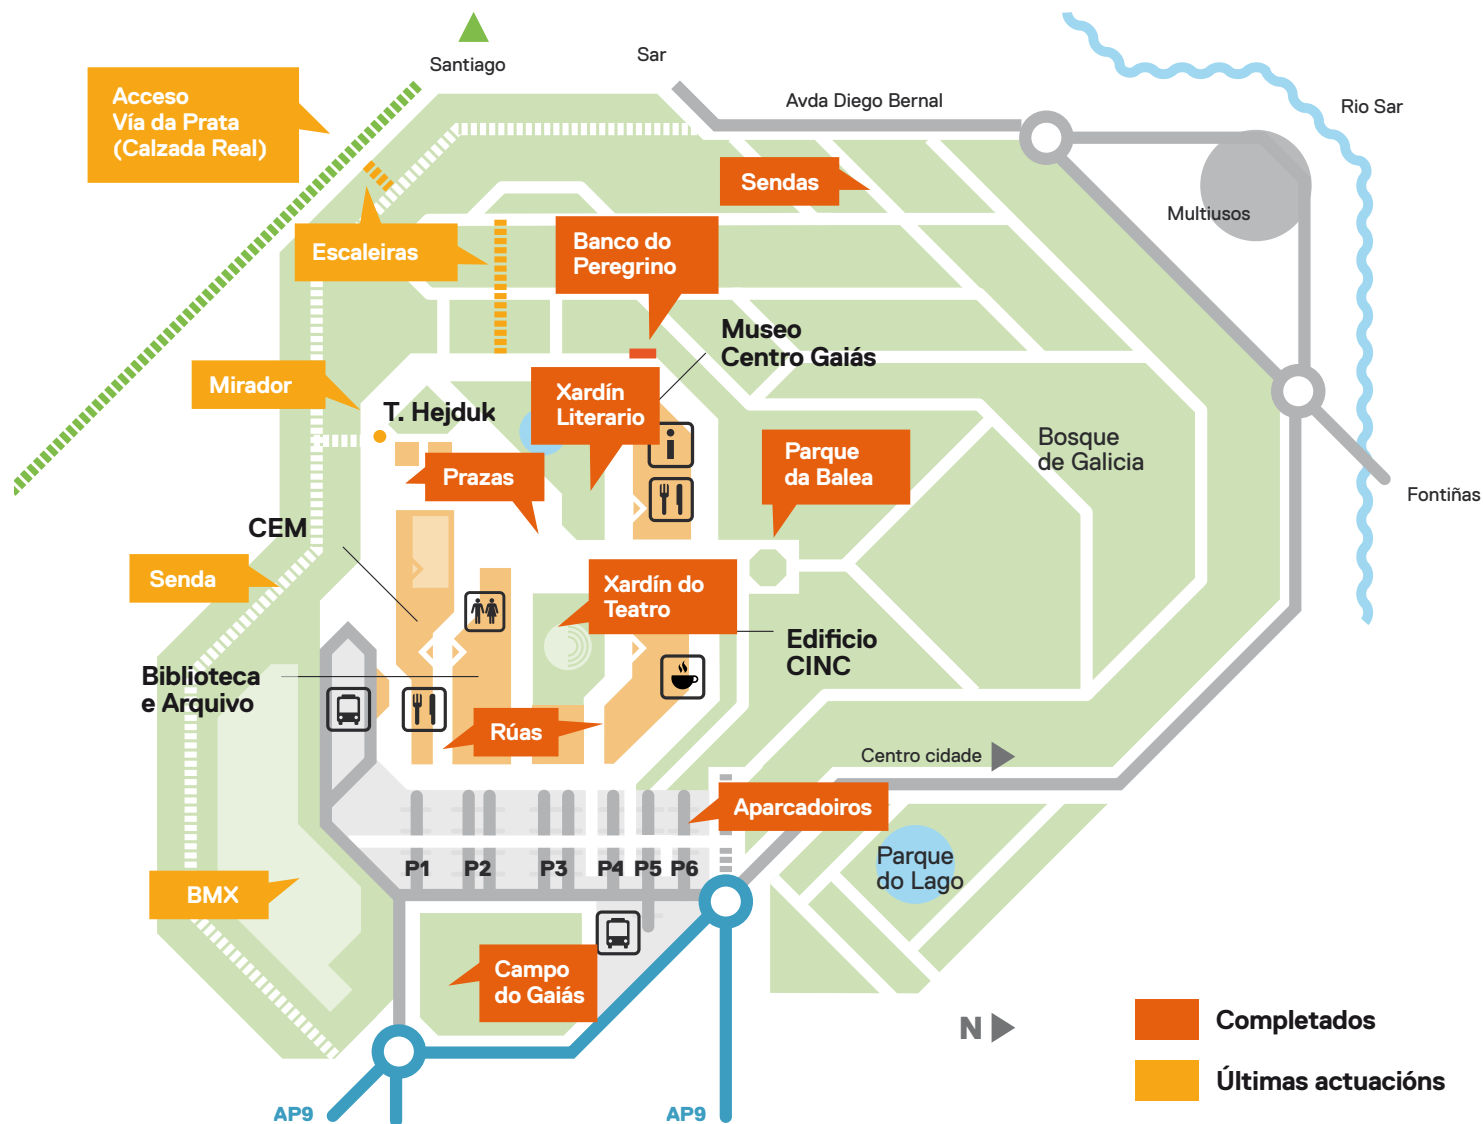 Santiago
Sar
Avda Diego Bernal
Rio Sar
Acceso
Vía da Prata
(Calzada Real)
Sendas
Multiusos
Escaleiras
Banco do
Peregrino
Museo
Centro Gaiás
Mirador
T. Hejduk
Xardín
Literario
i
Bosque
de Galicia
Parque
da Balea
Prazas
Fontiñas
CEM
Senda
Xardín do
Teatro
Edificio
CINC
Biblioteca
e Arquivo
Rúas
Centro cidade
Aparcadoiros
P1
P2
P3
P4
P5
P6
Parque
do Lago
BMX
Campo
do Gaiás
N
Completados
Últimas actuacións
AP9
AP9